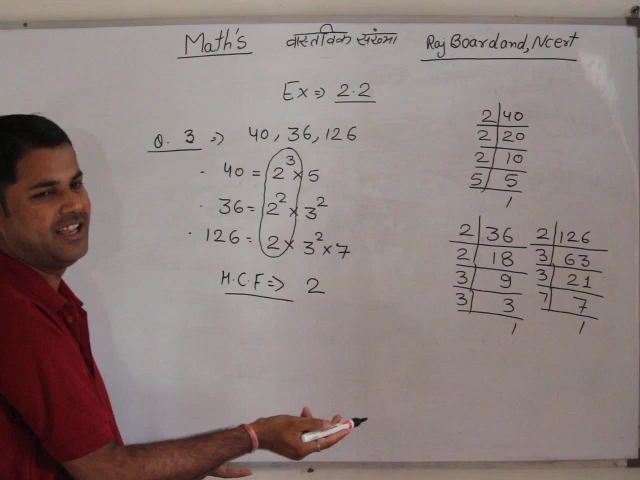 Math's वास्तविक संख्या Raj Board and, Ncert
Ex => 2.2
Q. 3 => 40, 36, 126
· 40 = 2³ × 5
· 36 = 2² × 3²
· 126 = 2 × 3² × 7
H.C.F => 2
2 | 40
2 | 20
2 | 10
5 | 5
1
2 | 36
2 | 18
3 | 9
3 | 3
1
2 | 126
3 | 63
3 | 21
7 | 7
1